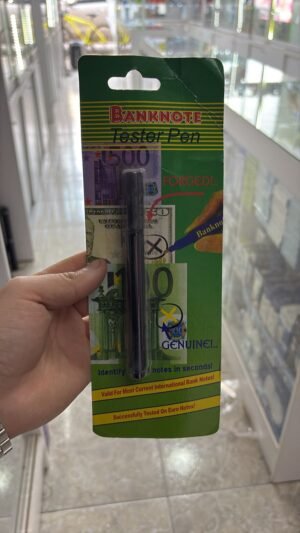 BANKNOTE
Tester Pen
500
FORGED!
100
GENUINE!
Identify notes in seconds!
Valid For Most Current International Bank Notes!
Successfully Tested On Euro Notes!